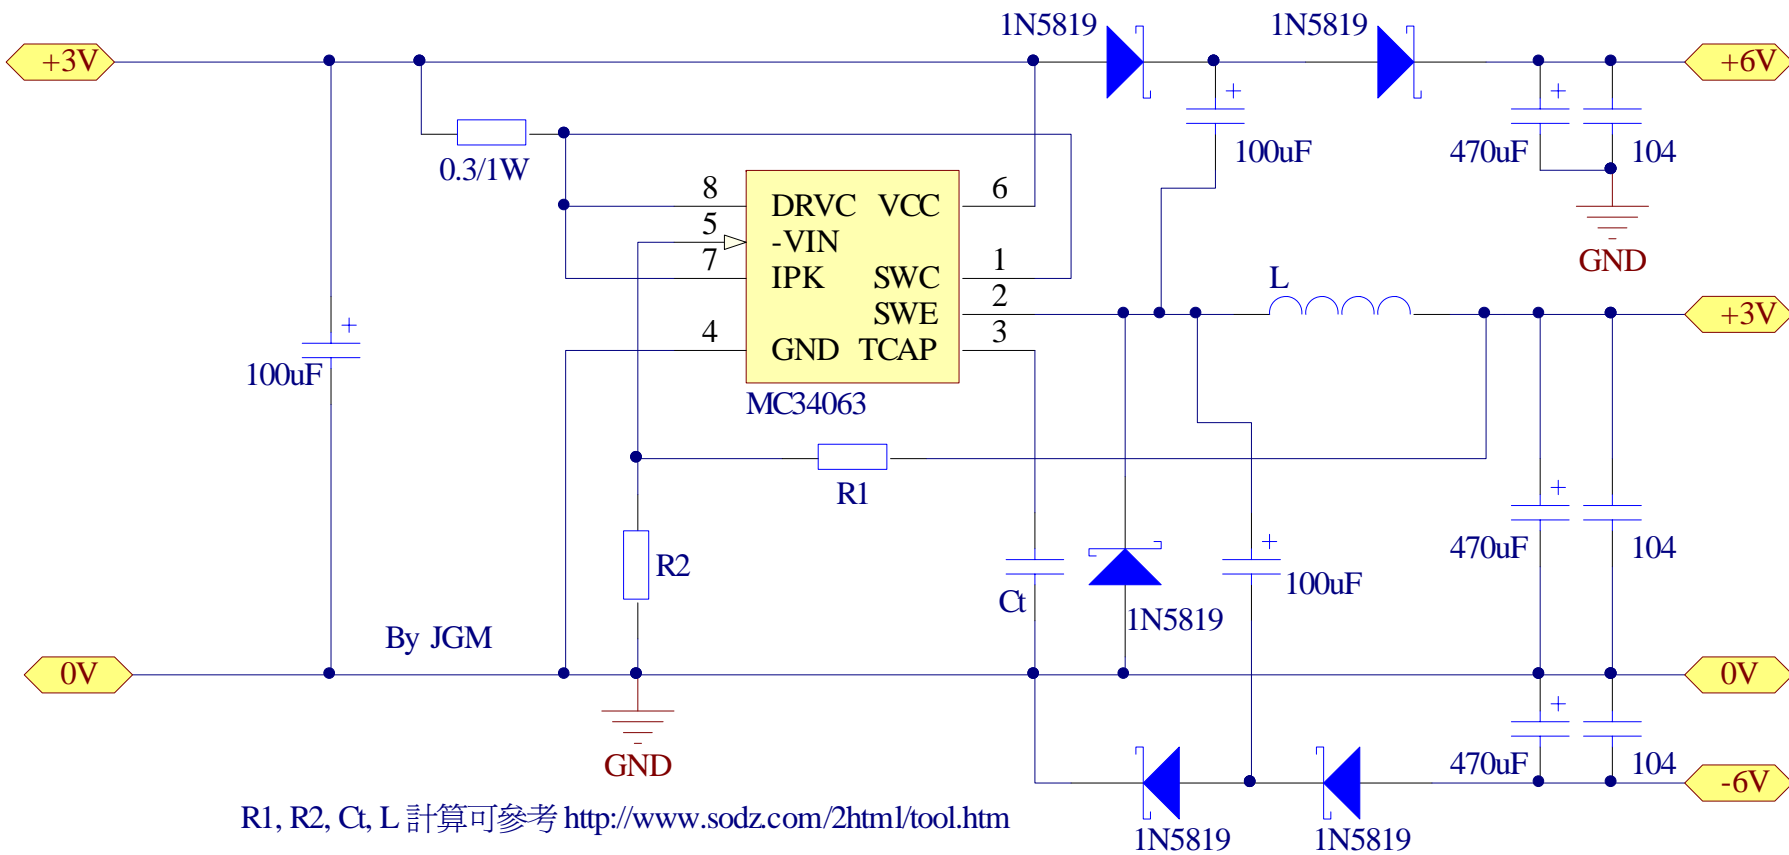 1N5819
1N5819
+3V
+6V
+
+
0.3/1W
100uF
470uF
104
8
DRVC
VCC
6
5
-VIN
7
IPK
SWC
1
GND
SWE
2
L
4
GND
TCAP
3
+3V
+
100uF
MC34063
R1
+
470uF
104
R2
+
100uF
Ct
1N5819
By JGM
0V
0V
+
GND
470uF
104
-6V
R1, R2, Ct, L 計算可參考 http://www.sodz.com/2html/tool.htm
1N5819
1N5819